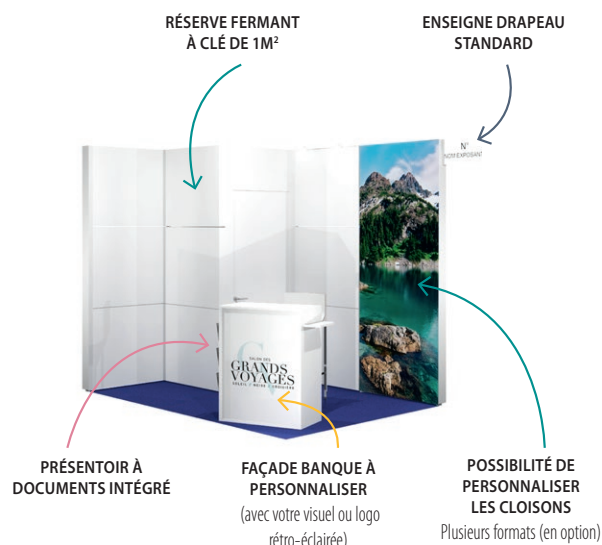 RÉSERVE FERMANT
À CLÉ DE 1M²
ENSEIGNE DRAPEAU
STANDARD
N°
NOM EXPOSANT
SALON DES
GRANDS
VOYAGES
PRÉSENTOIR À
DOCUMENTS INTÉGRÉ
FAÇADE BANQUE À
PERSONNALISER
(avec votre visuel ou logo
rétro-éclairée)
POSSIBILITÉ DE
PERSONNALISER
LES CLOISONS
Plusieurs formats (en option)